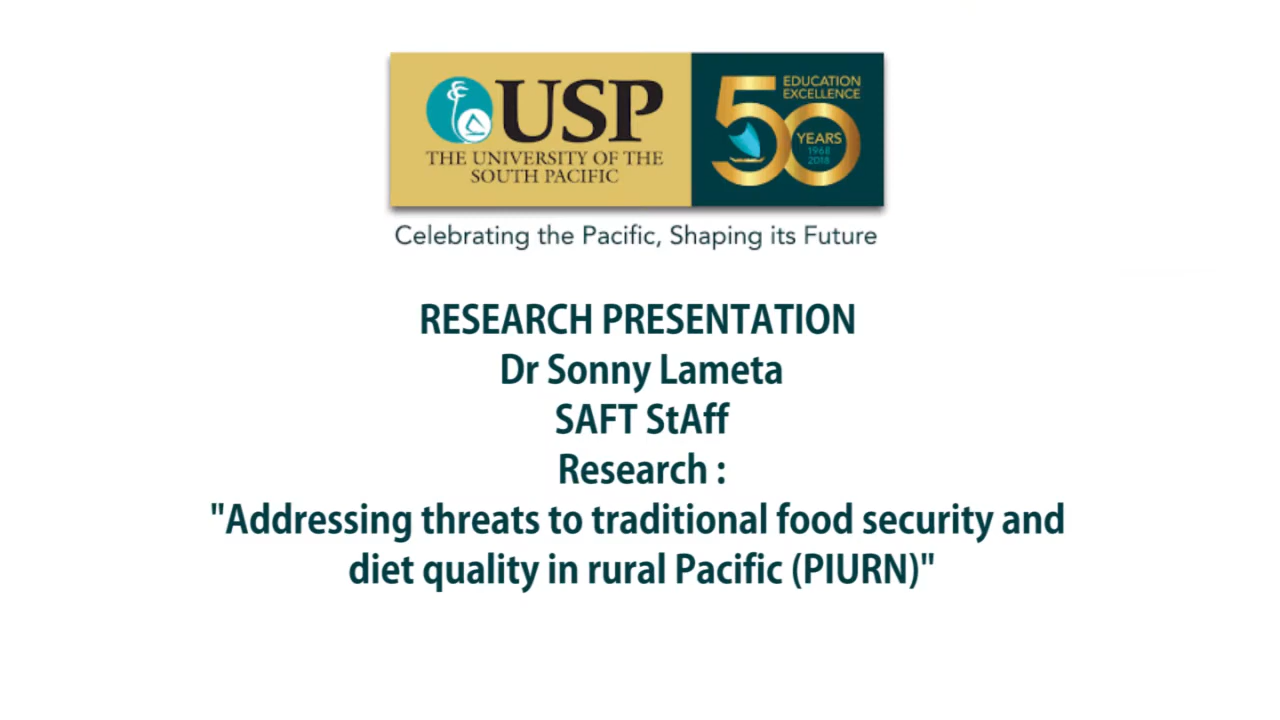 USP
THE UNIVERSITY OF THE
SOUTH PACIFIC
50
EDUCATION
EXCELLENCE
YEARS
1968
2018
Celebrating the Pacific, Shaping its Future
RESEARCH PRESENTATION
Dr Sonny Lameta
SAFT StAff
Research :
"Addressing threats to traditional food security and
diet quality in rural Pacific (PIURN)"